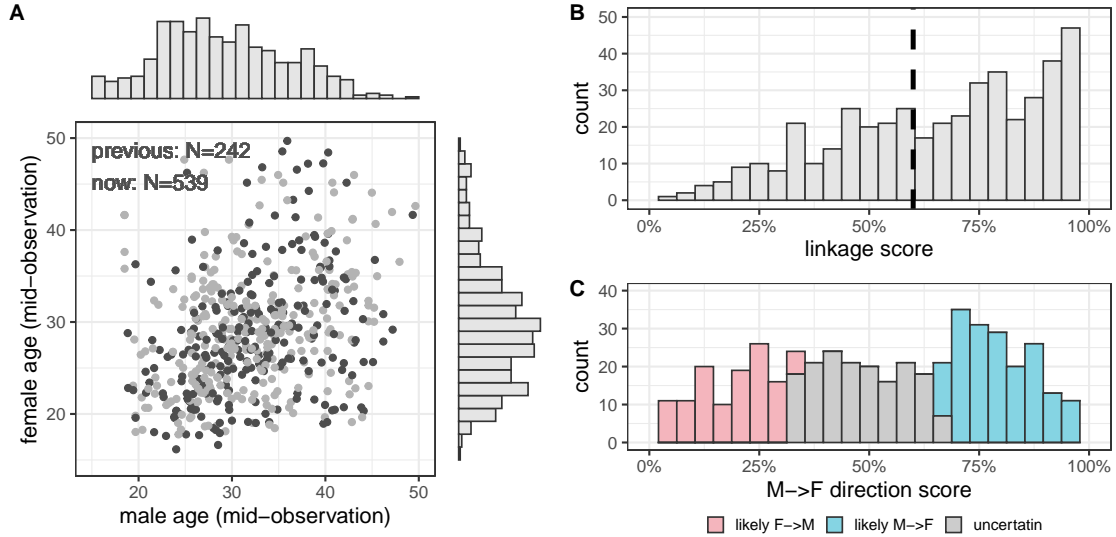 A
previous: N=242
now: N=539
50
40
30
20
female age (mid−observation)
20 30 40 50
male age (mid−observation)
B
50
40
30
20
10
0
count
0% 25% 50% 75% 100%
linkage score
C
40
30
20
10
0
count
0% 25% 50% 75% 100%
M−>F direction score
likely F−>M likely M−>F uncertatin